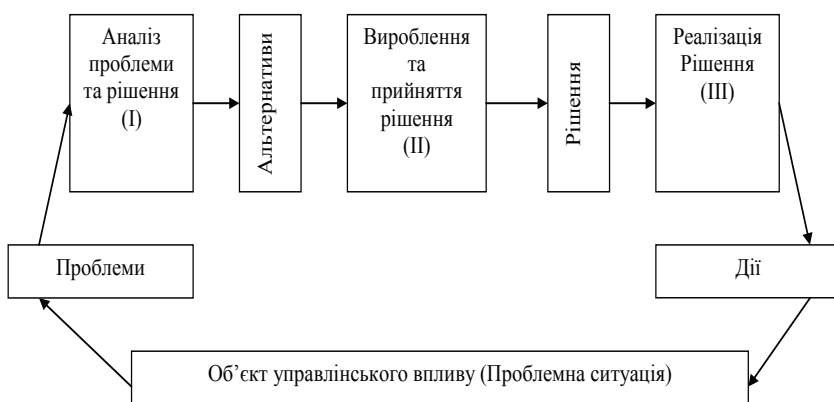 Аналіз
проблеми
та рішення
(I)
Альтернативи
Вироблення
та
прийняття
рішення
(II)
Рішення
Реалізація
Рішення
(III)
Проблеми
Дії
Об’єкт управлінського впливу (Проблемна ситуація)